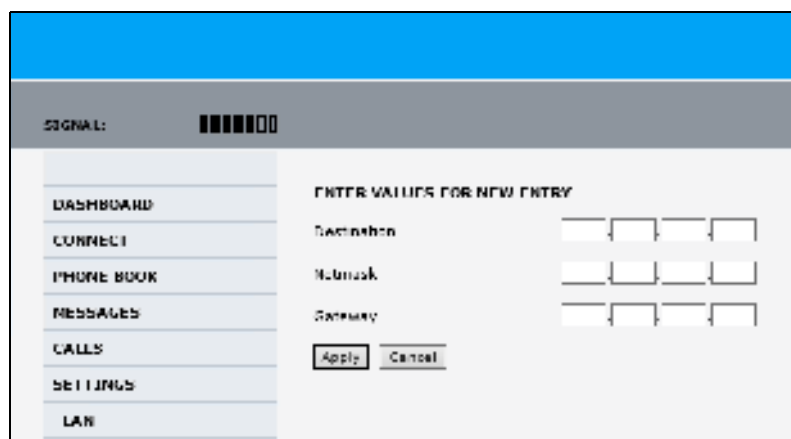 SIGNAL:
DASHBOARD
CONNECT
PHONE BOOK
MESSAGES
CALLS
SETTINGS
LAN
ENTER VALUES FOR NEW ENTRY
Destination
Netmask
Gateway
Apply Cancel